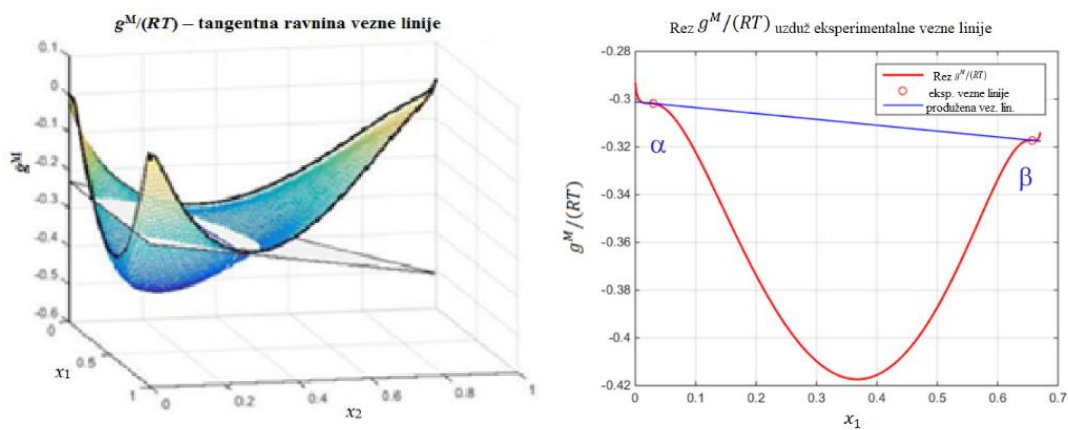 g^M/(RT) – tangentna ravnina vezne linije
0.1
0
-0.1
-0.2
-0.3
-0.4
-0.5
-0.6
g^M
0
0.5
1
x₁
0
0.2
0.4
0.6
0.8
1
x₂
Rez g^M/(RT) uzduž eksperimentalne vezne linije
-0.28
-0.3
-0.32
-0.34
-0.36
-0.38
-0.4
-0.42
g^M/(RT)
Rez g^M/(RT)
eksp. vezne linije
produžena vez. lin.
α
β
0
0.1
0.2
0.3
0.4
0.5
0.6
0.7
x₁